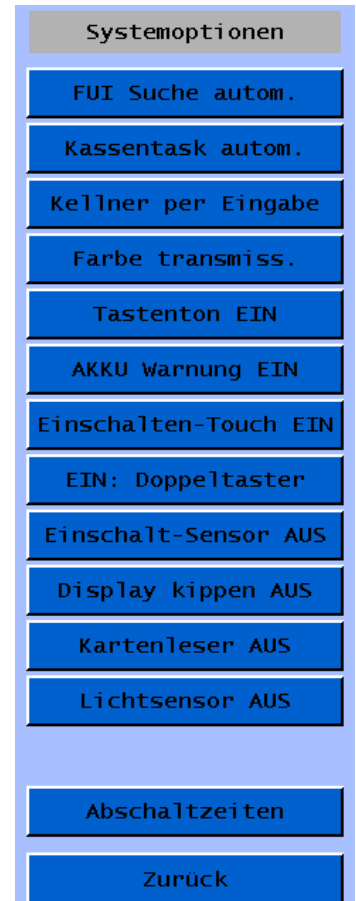 Systemoptionen
FUI Suche autom.
Kassentask autom.
Kellner per Eingabe
Farbe transmiss.
Tastenton EIN
AKKU Warnung EIN
Einschalten-Touch EIN
EIN: Doppeltaster
Einschalt-Sensor AUS
Display kippen AUS
Kartenleser AUS
Lichtsensor AUS
Abschaltzeiten
Zurück